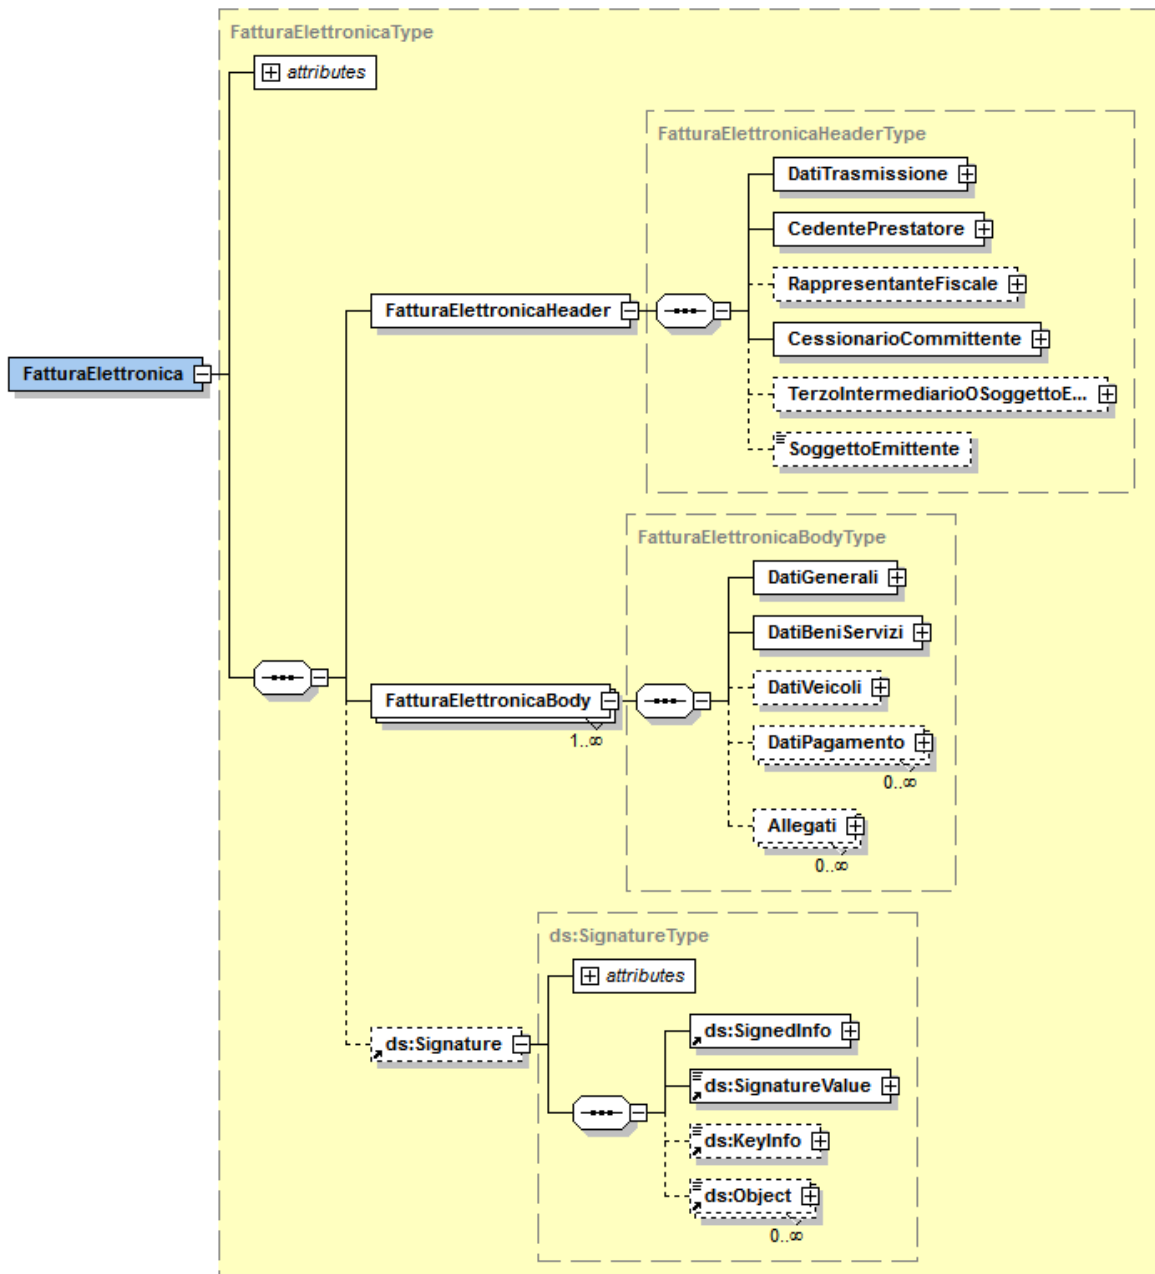 FatturaElettronicaType
attributes
FatturaElettronicaHeaderType
DatiTrasmissione
CedentePrestatore
RappresentanteFiscale
FatturaElettronicaHeader
CessionarioCommittente
FatturaElettronica
TerzoIntermediarioOSoggettoE...
SoggettoEmittente
FatturaElettronicaBodyType
DatiGenerali
DatiBeniServizi
DatiVeicoli
FatturaElettronicaBody
1..∞
DatiPagamento
0..∞
Allegati
0..∞
ds:SignatureType
attributes
ds:SignedInfo
ds:Signature
ds:SignatureValue
ds:KeyInfo
ds:Object
0..∞